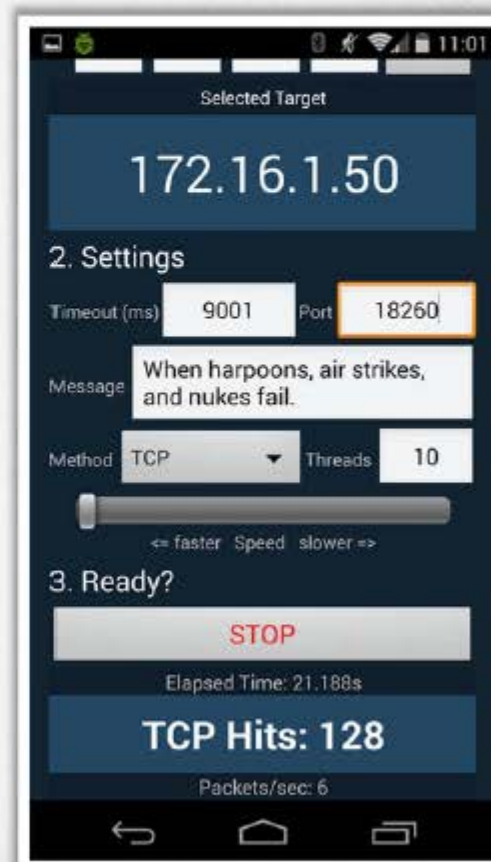 11:01
Selected Target
172.16.1.50
2. Settings
Timeout (ms) 9001 Port 18260
Message When harpoons, air strikes,
and nukes fail.
Method TCP Threads 10
<= faster Speed slower =>
3. Ready?
STOP
Elapsed Time: 21.188s
TCP Hits: 128
Packets/sec: 6